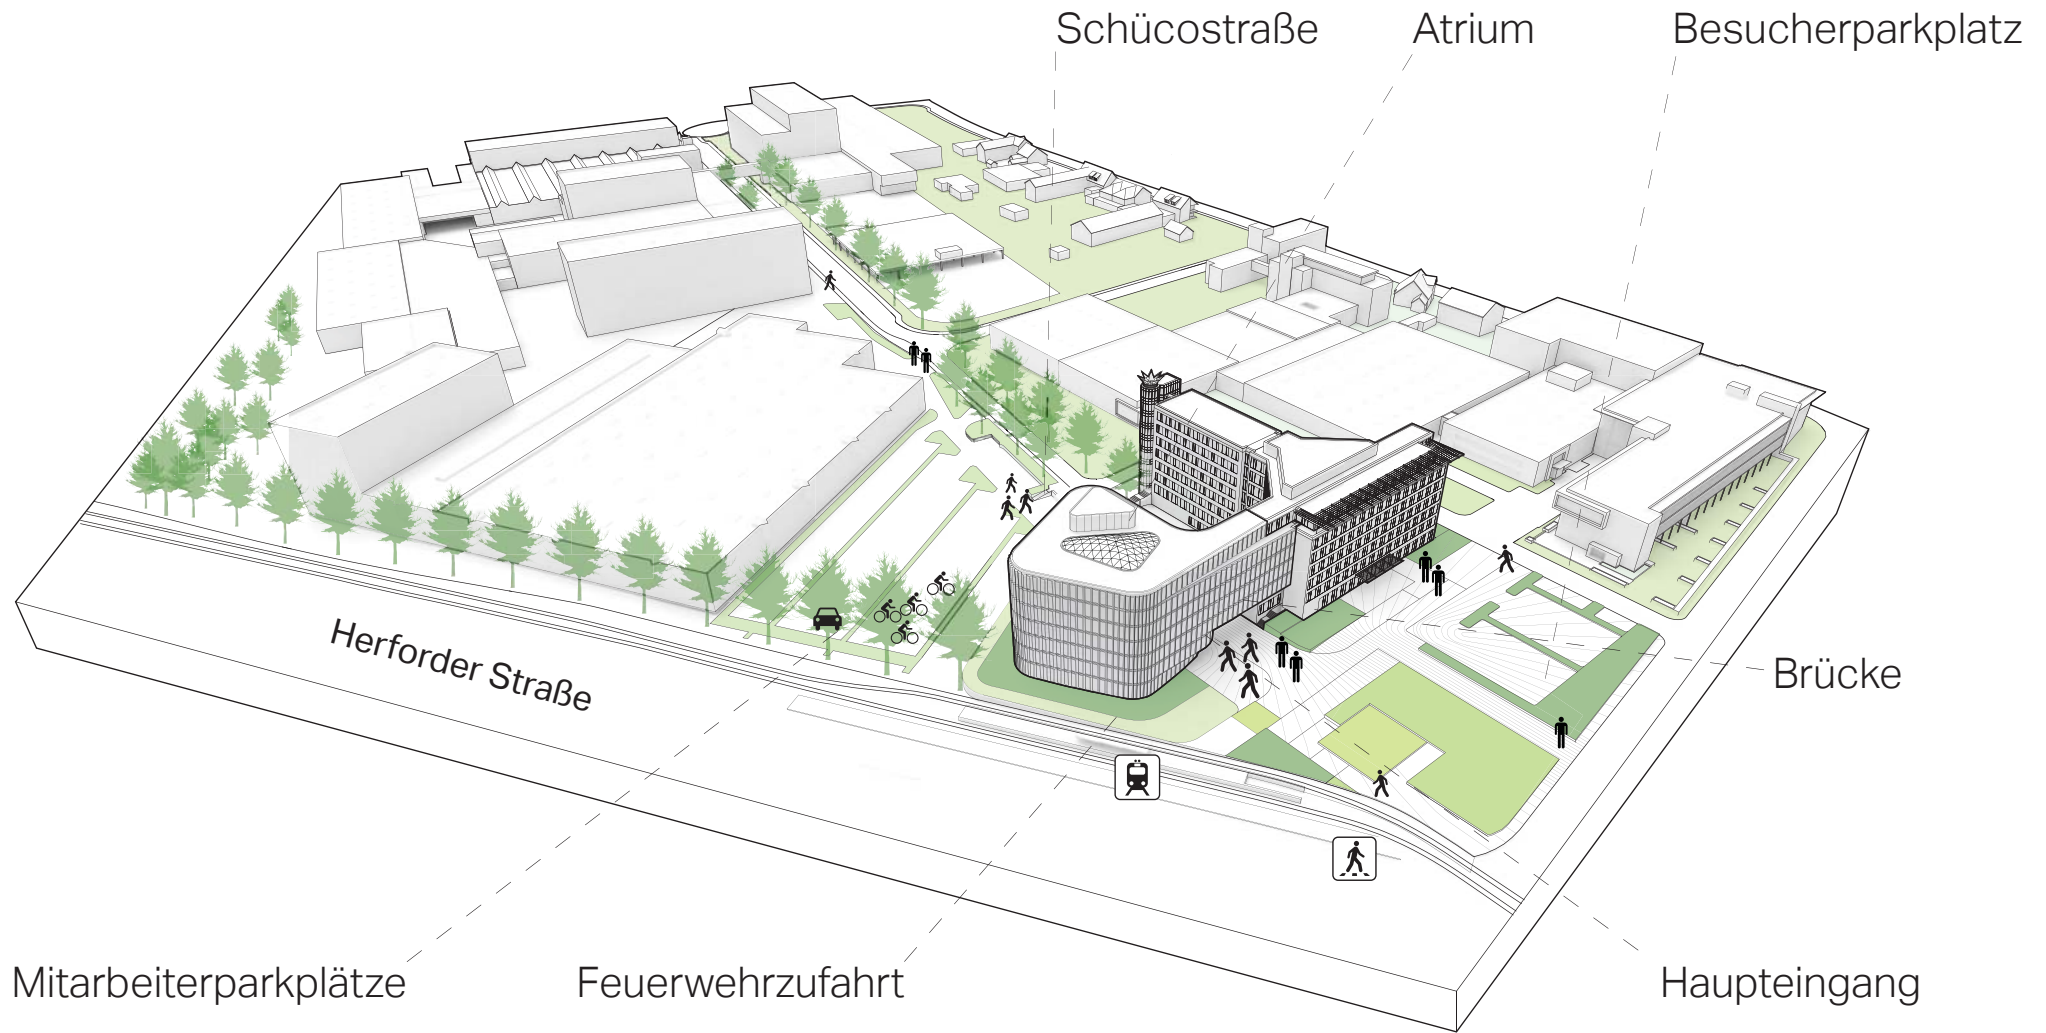 Schücostraße
Atrium
Besucherparkplatz
Herforder Straße
Brücke
Mitarbeiterparkplätze
Feuerwehrzufahrt
Haupteingang